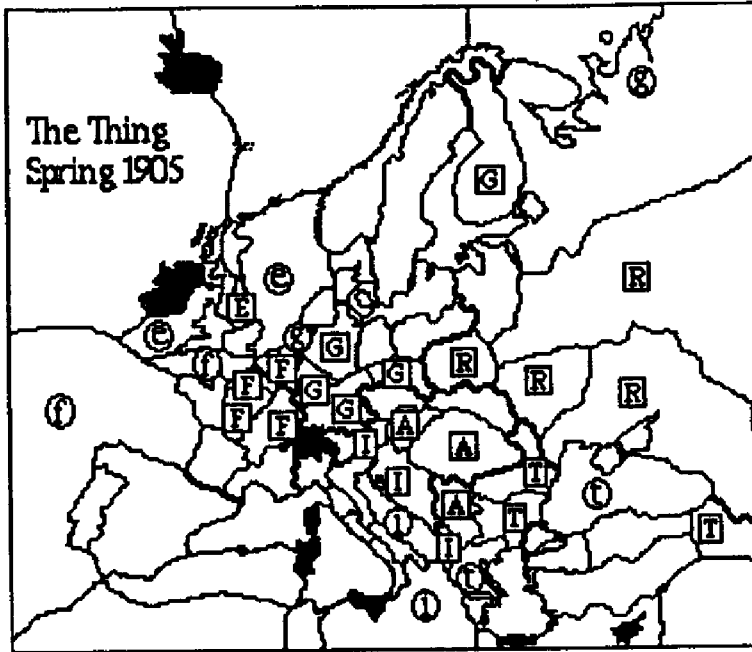 g
The Thing
Spring 1905
G
e R
E
e g G
f F R
F G G R R
f F F G A
I A
I T t
A T
i T
I
t
i